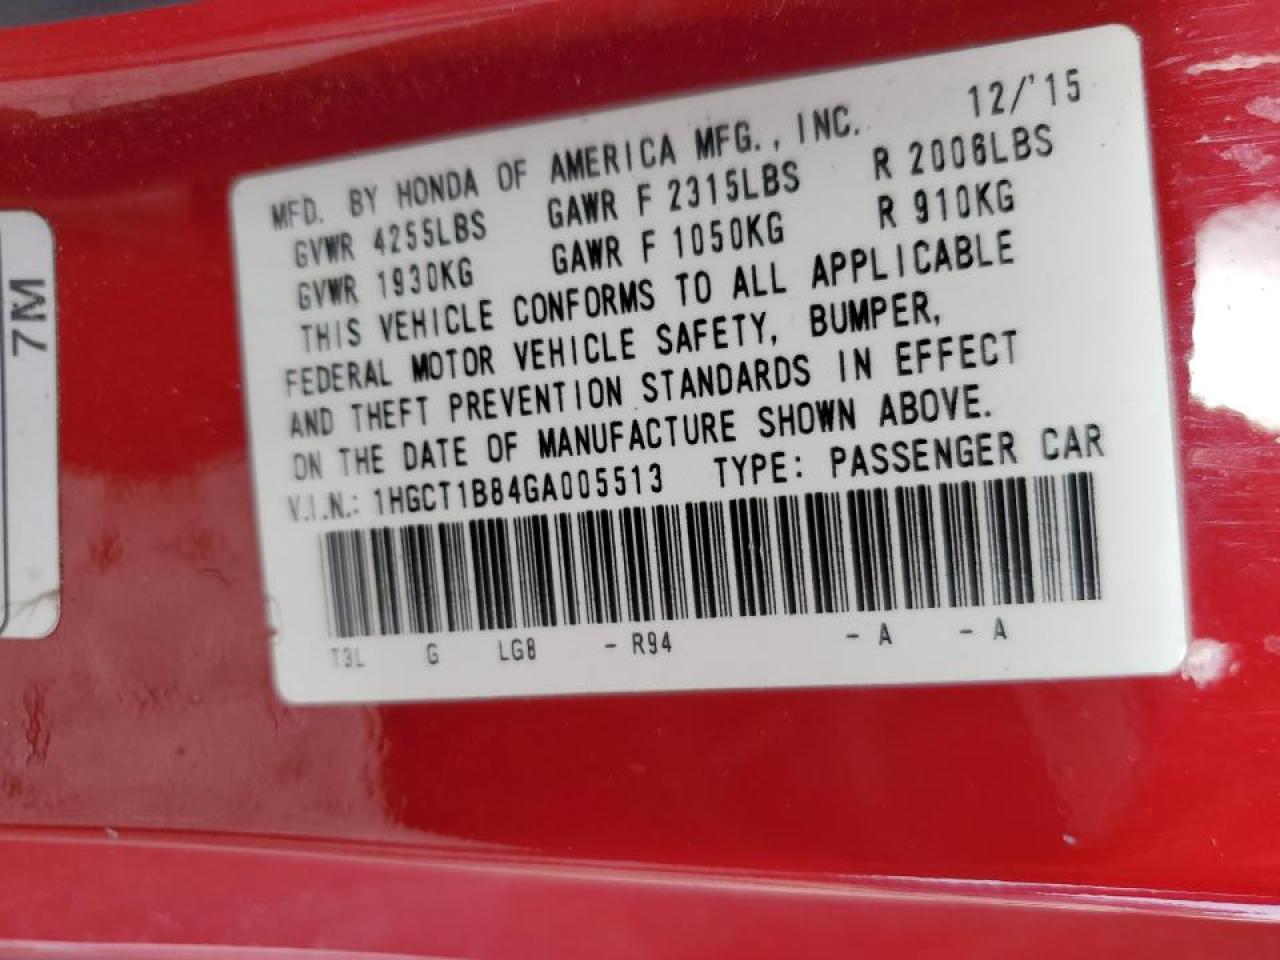 MFD. BY HONDA OF AMERICA MFG., INC. 12/'15
GVWR 4255LBS GAWR F 2315LBS R 2006LBS
GVWR 1930KG GAWR F 1050KG R 910KG
THIS VEHICLE CONFORMS TO ALL APPLICABLE
FEDERAL MOTOR VEHICLE SAFETY, BUMPER,
AND THEFT PREVENTION STANDARDS IN EFFECT
ON THE DATE OF MANUFACTURE SHOWN ABOVE.
V.I.N.: 1HGCT1B84GA005513 TYPE: PASSENGER CAR
T3L G LG8 - R94 - A - A
7M